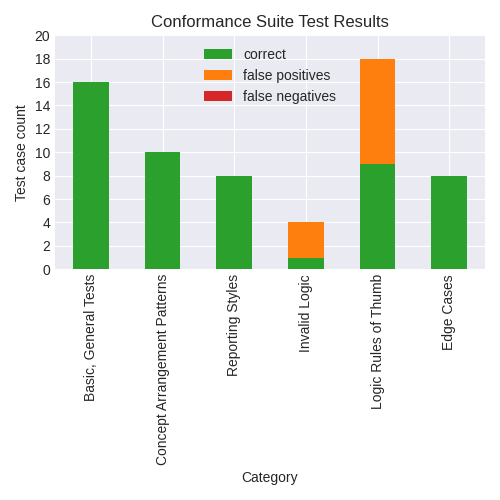 Conformance Suite Test Results
Test case count
20
18
16
14
12
10
8
6
4
2
0
correct
false positives
false negatives
Basic, General Tests
Concept Arrangement Patterns
Reporting Styles
Invalid Logic
Logic Rules of Thumb
Edge Cases
Category